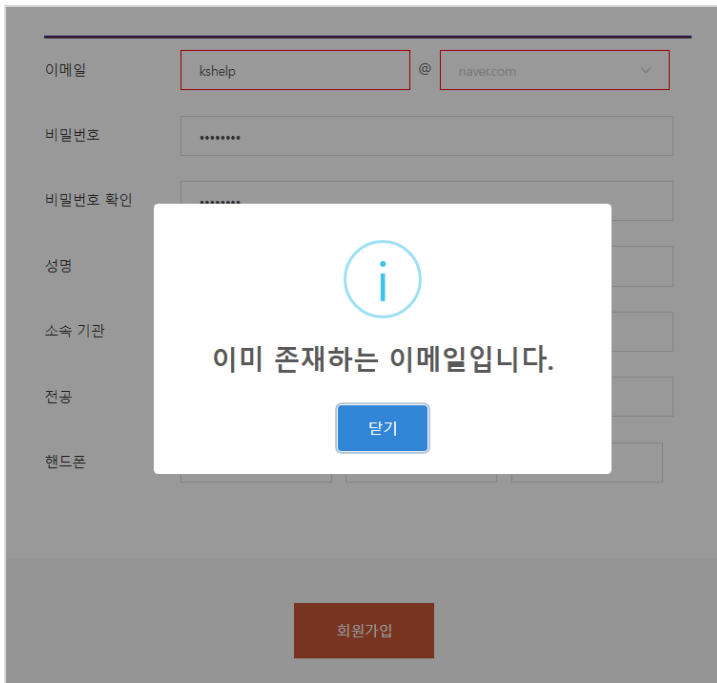 이메일 kshelp @ naver.com
비밀번호 ••••••••
비밀번호 확인 ••••••••
성명
소속 기관
이미 존재하는 이메일입니다.
전공
닫기
핸드폰
회원가입